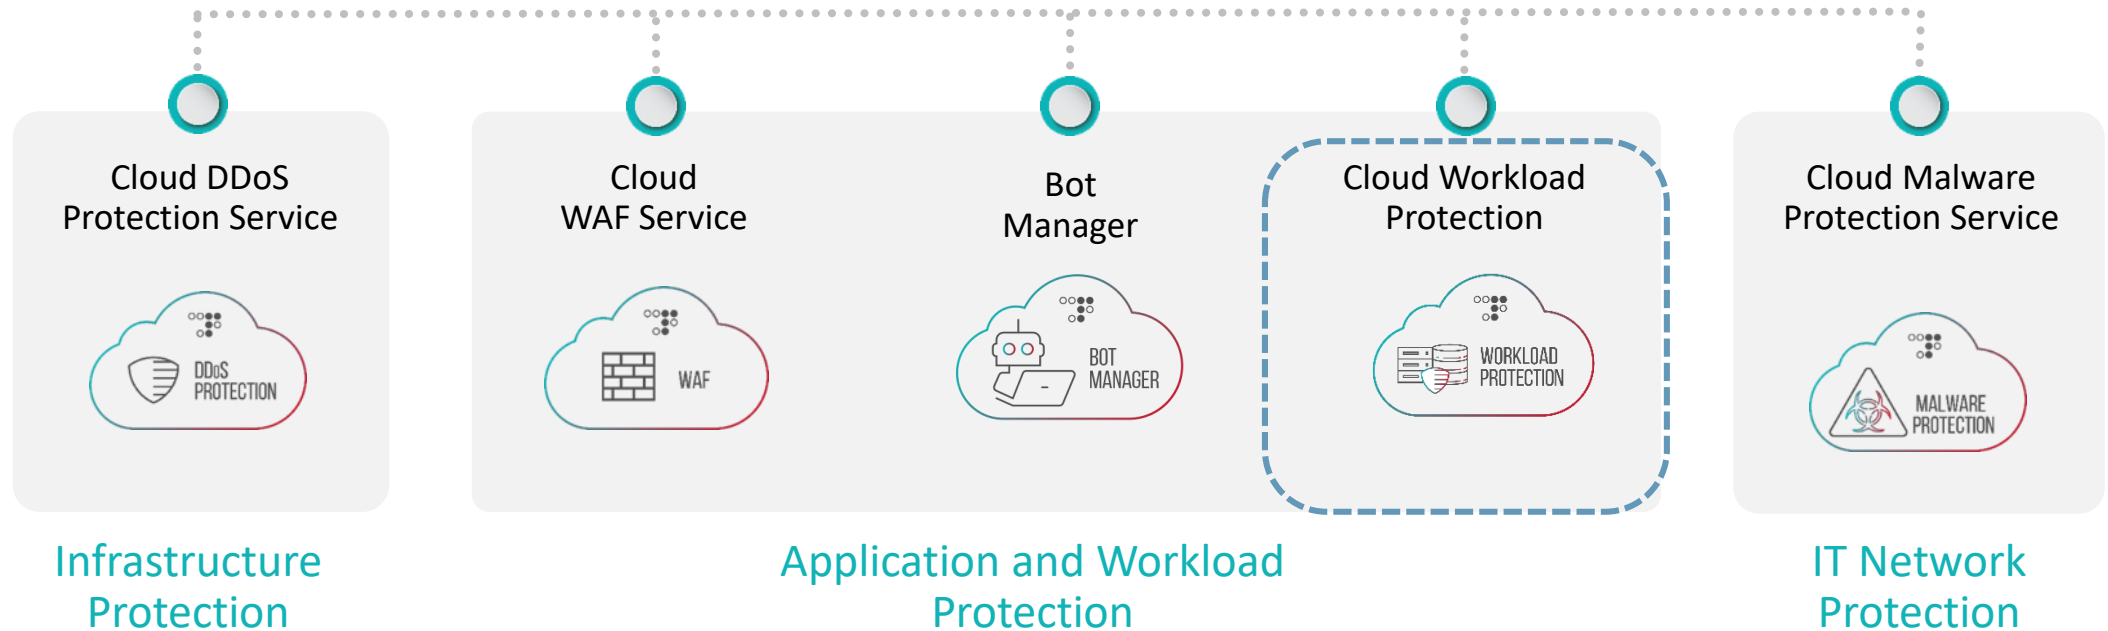 Cloud DDoS
Protection Service
DDoS
PROTECTION
Infrastructure
Protection
Cloud
WAF Service
WAF
Bot
Manager
BOT
MANAGER
Cloud Workload
Protection
WORKLOAD
PROTECTION
Application and Workload
Protection
Cloud Malware
Protection Service
MALWARE
PROTECTION
IT Network
Protection